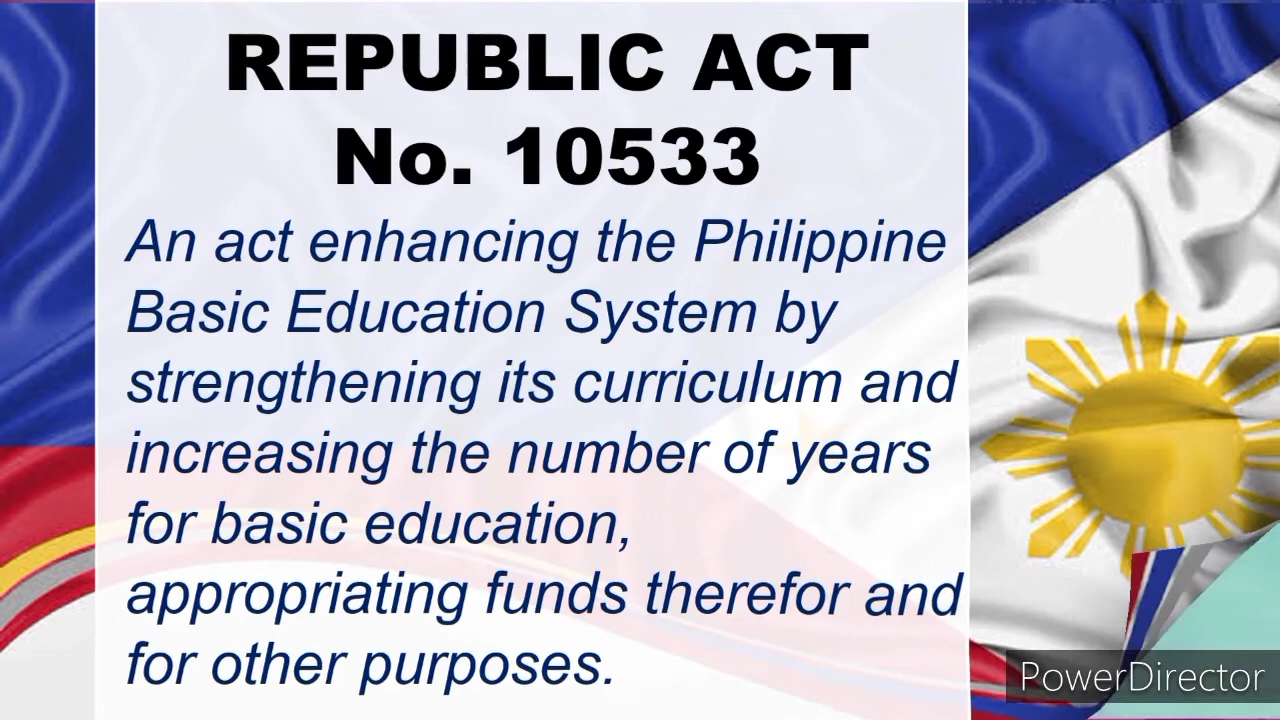 REPUBLIC ACT
No. 10533
An act enhancing the Philippine
Basic Education System by
strengthening its curriculum and
increasing the number of years
for basic education,
appropriating funds therefor and
for other purposes.
PowerDirector